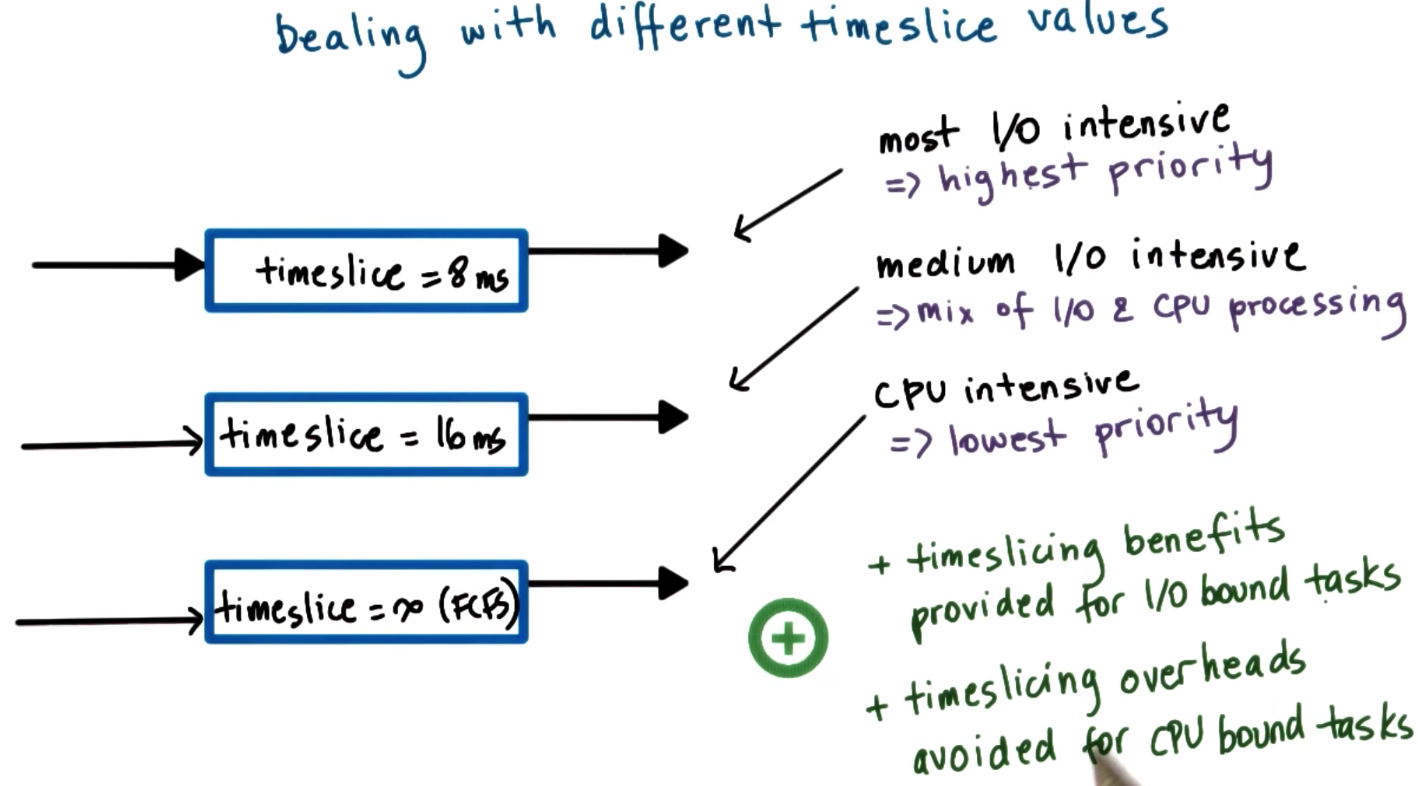 Dealing with different timeslice values
most I/O intensive
=> highest priority
timeslice = 8 ms
medium I/O intensive
=> mix of I/O & CPU processing
timeslice = 16 ms
CPU intensive
=> lowest priority
timeslice = ∞ (FCFS)
+ timeslicing benefits
provided for I/O bound tasks
+ timeslicing overheads
avoided for CPU bound tasks